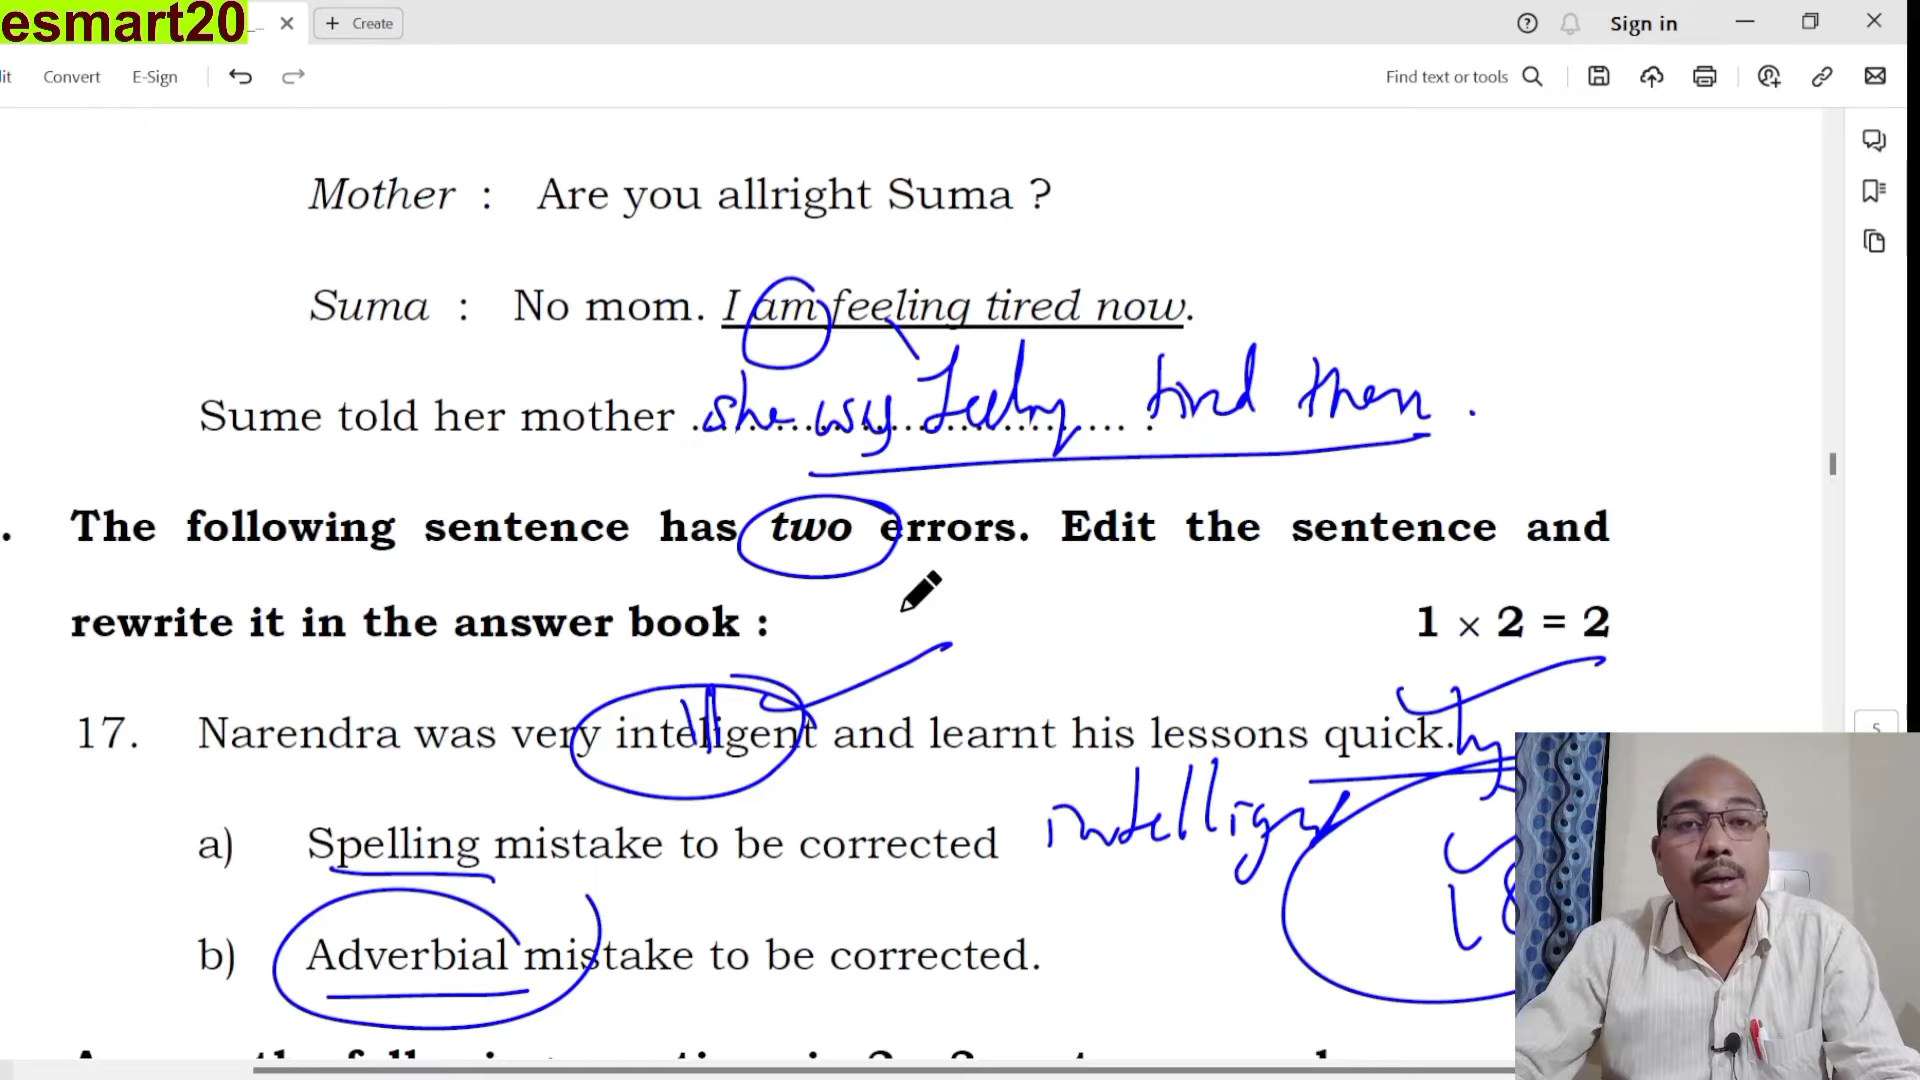 esmart20
+ Create
Sign in
it Convert E-Sign
Find text or tools
Mother : Are you allright Suma ?
Suma : No mom. I am feeling tired now.
Sume told her mother she was feeling tired then .
. The following sentence has two errors. Edit the sentence and
rewrite it in the answer book :
1 × 2 = 2
17. Narendra was very inteligent and learnt his lessons quick. ly
a) Spelling mistake to be corrected
b) Adverbial mistake to be corrected.
5